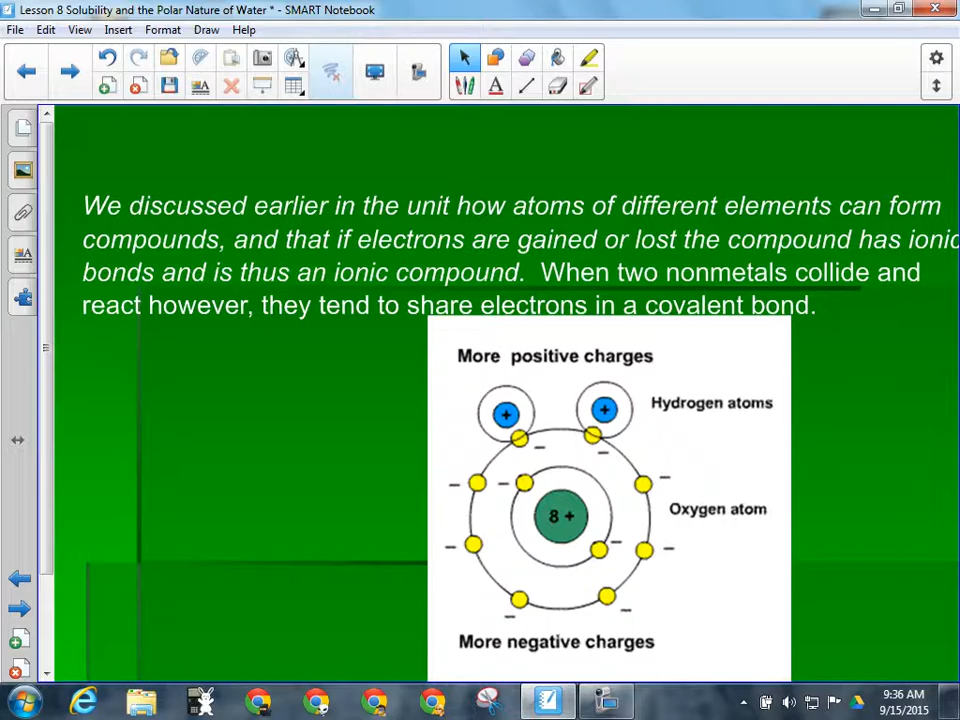 Lesson 8 Solubility and the Polar Nature of Water * - SMART Notebook
File Edit View Insert Format Draw Help
We discussed earlier in the unit how atoms of different elements can form
compounds, and that if electrons are gained or lost the compound has ionic
bonds and is thus an ionic compound. When two nonmetals collide and
react however, they tend to share electrons in a covalent bond.
More positive charges
+ +
Hydrogen atoms
8 +
Oxygen atom
More negative charges
9:36 AM
9/15/2015